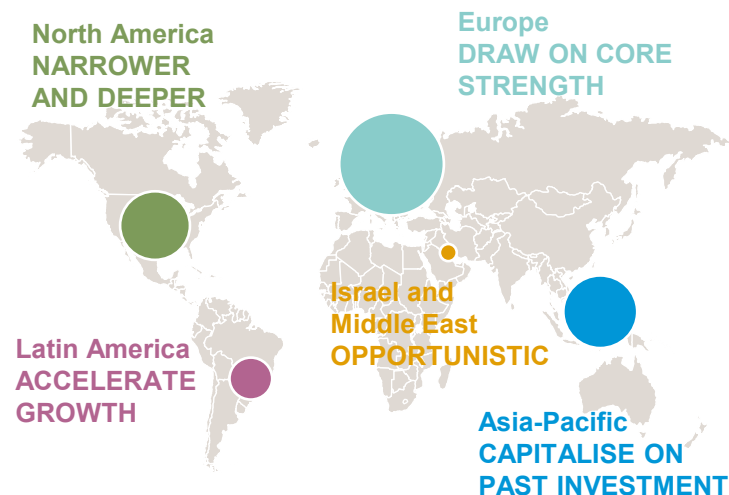 North America
NARROWER
AND DEEPER
Europe
DRAW ON CORE
STRENGTH
Israel and
Middle East
OPPORTUNISTIC
Latin America
ACCELERATE
GROWTH
Asia-Pacific
CAPITALISE ON
PAST INVESTMENT